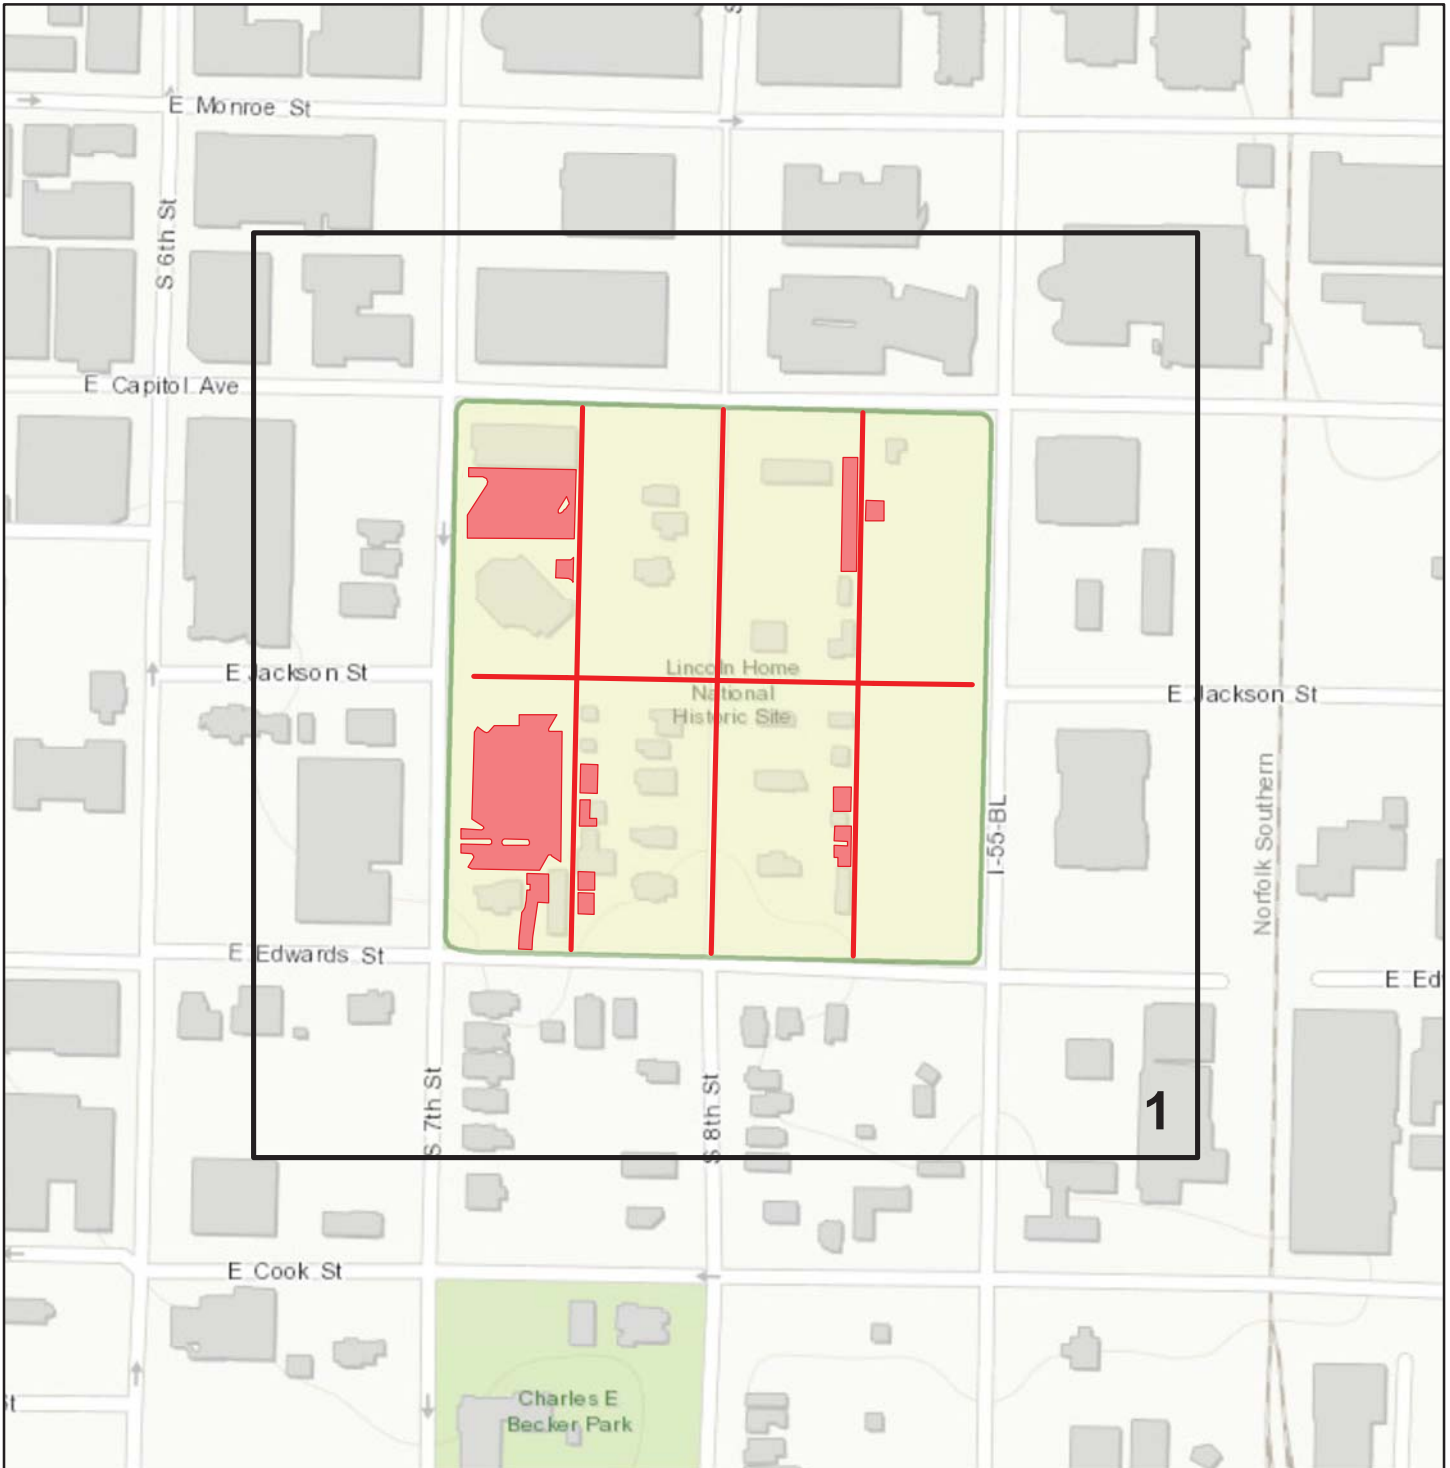 S
E Monroe St
S 6th St
E Capitol Ave
E Jackson St
Lincoln Home
National
Historic Site
E Jackson St
I-55-BL
Norfolk Southern
E Edwards St
E Ed
S 7th St
S 8th St
1
E Cook St
Charles E
Becker Park
St